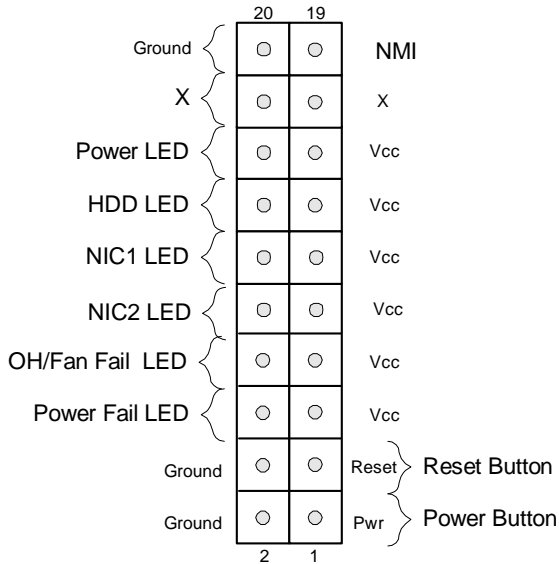 20 19
Ground NMI
X X
Power LED Vcc
HDD LED Vcc
NIC1 LED Vcc
NIC2 LED Vcc
OH/Fan Fail LED Vcc
Power Fail LED Vcc
Ground Reset Reset Button
Ground Pwr Power Button
2 1